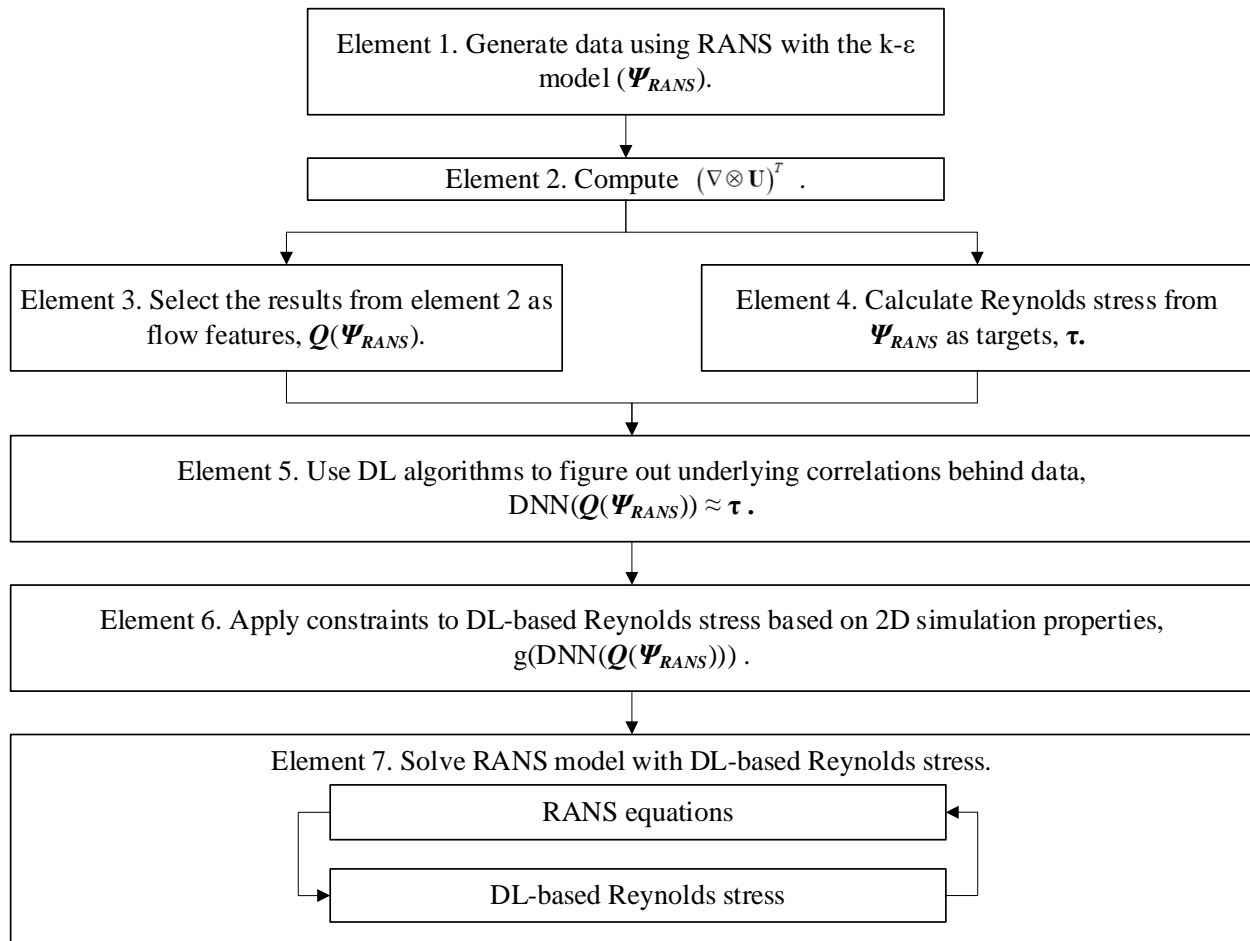 Element 1. Generate data using RANS with the k-ε
model (Ψ_RANS).
Element 2. Compute (∇⊗U)^T .
Element 3. Select the results from element 2 as
flow features, Q(Ψ_RANS).
Element 4. Calculate Reynolds stress from
Ψ_RANS as targets, τ.
Element 5. Use DL algorithms to figure out underlying correlations behind data,
DNN(Q(Ψ_RANS)) ≈ τ .
Element 6. Apply constraints to DL-based Reynolds stress based on 2D simulation properties,
g(DNN(Q(Ψ_RANS))) .
Element 7. Solve RANS model with DL-based Reynolds stress.
RANS equations
DL-based Reynolds stress